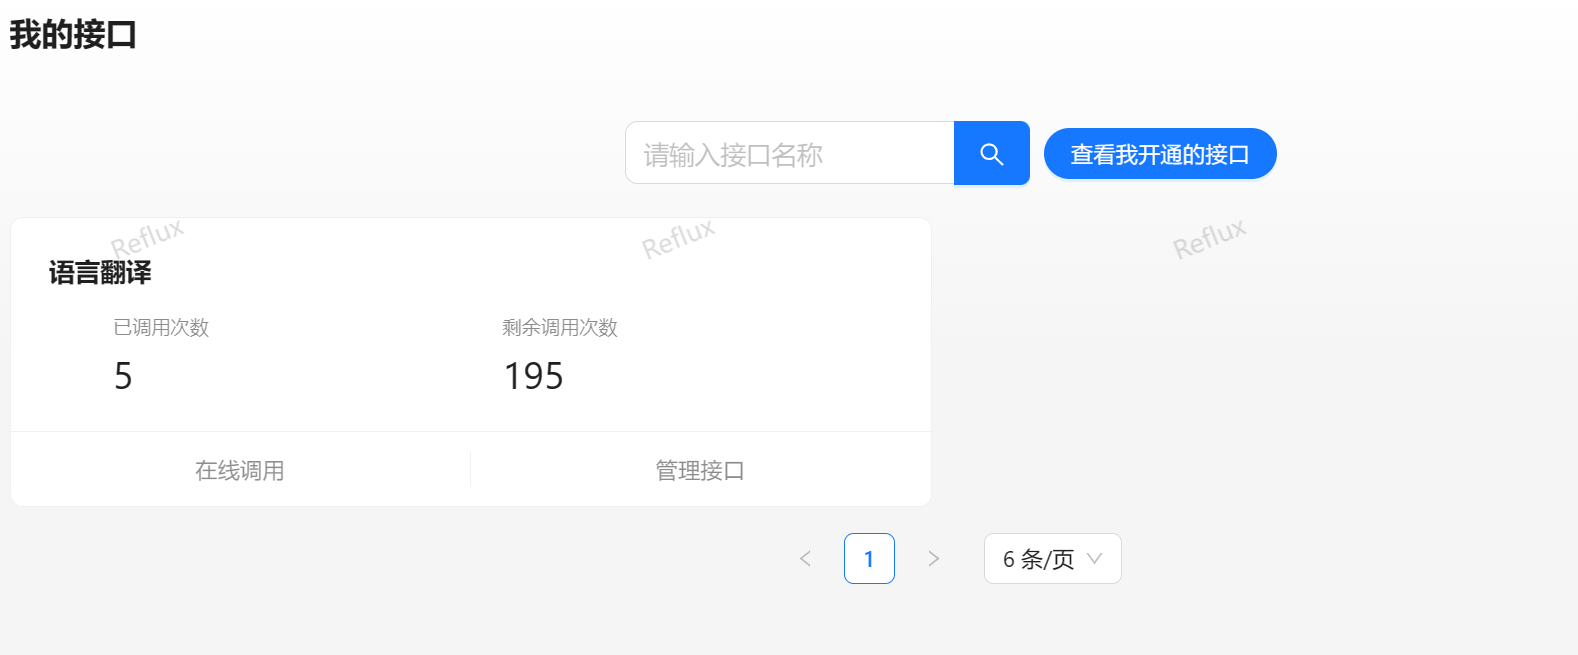 我的接口
请输入接口名称
查看我开通的接口
Reflux
Reflux
Reflux
语言翻译
已调用次数
剩余调用次数
5
195
在线调用
管理接口
1
6 条/页